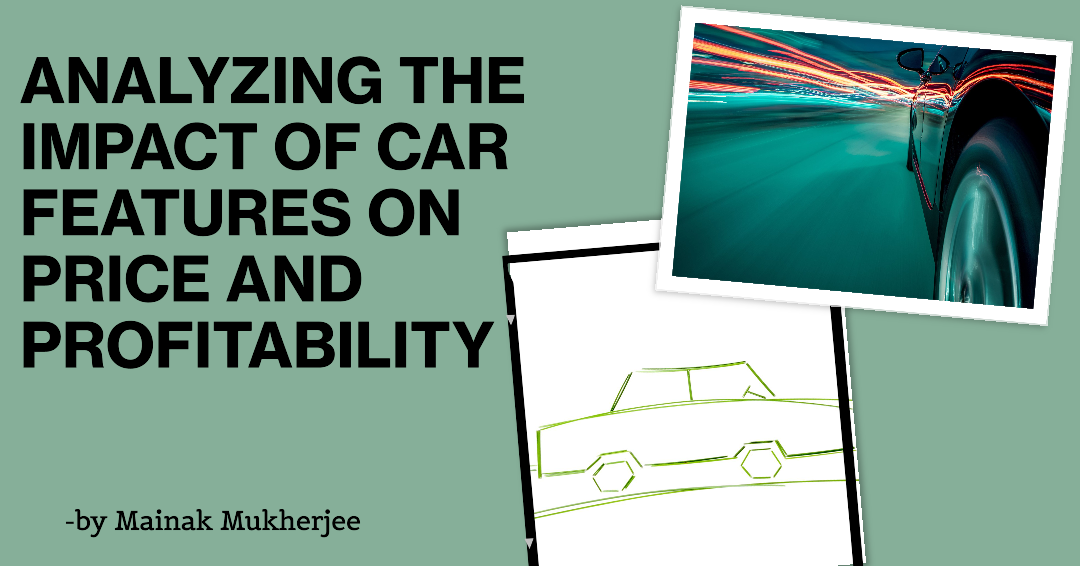 ANALYZING THE
IMPACT OF CAR
FEATURES ON
PRICE AND
PROFITABILITY
-by Mainak Mukherjee